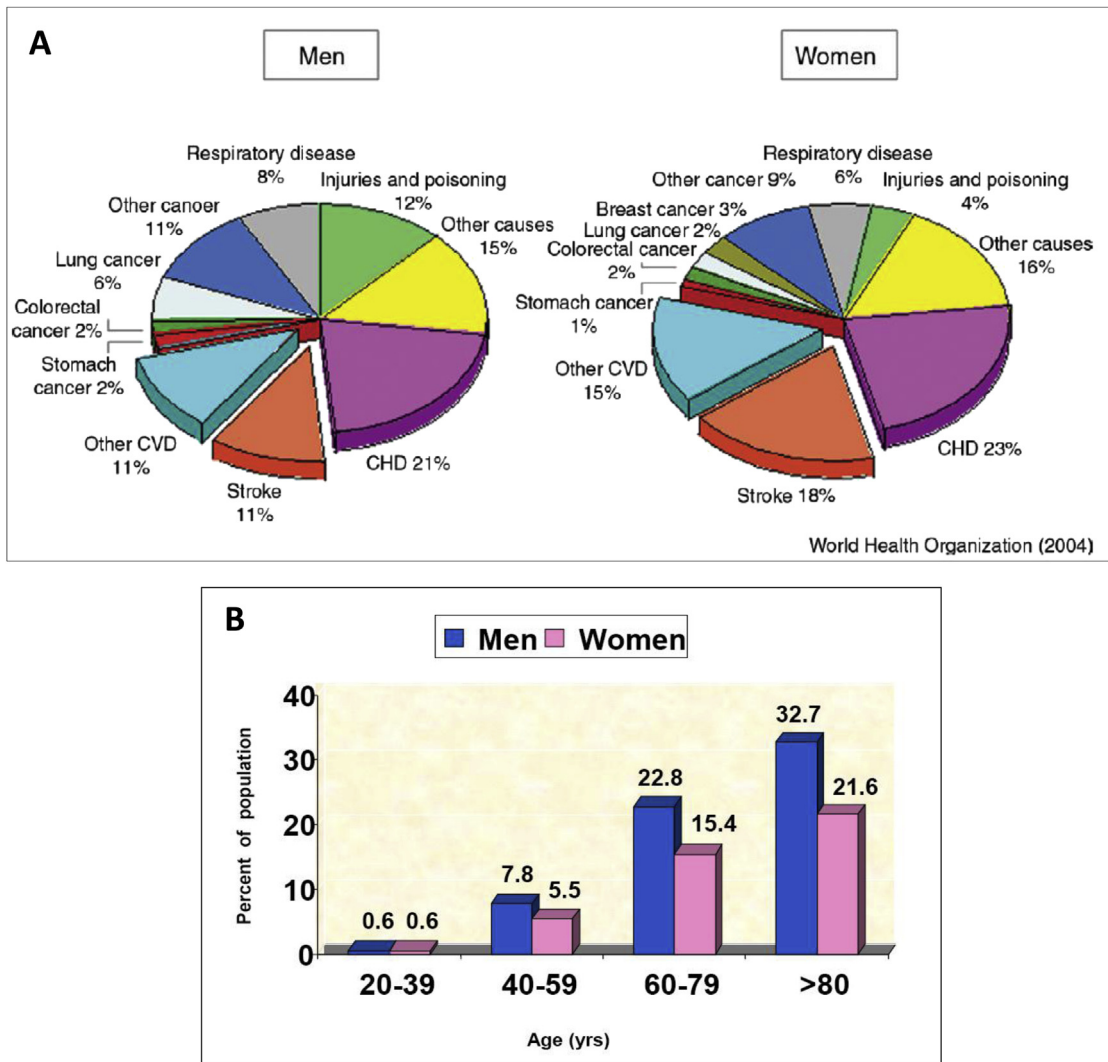 A
Men
Women
Respiratory disease
8%
Injuries and poisoning
12%
Other causes
15%
Other canoer
11%
Lung cancer
6%
Colorectal
cancer 2%
Stomach
cancer 2%
Other CVD
11%
Stroke
11%
CHD 21%
Respiratory disease
6%
Injuries and poisoning
4%
Other cancer 9%
Breast cancer 3%
Lung cancer 2%
Colorectal cancer
2%
Stomach cancer
1%
Other causes
16%
Other CVD
15%
CHD 23%
Stroke 18%
World Health Organization (2004)
B
Men Women
Percent of population
40
30
20
10
0
0.6 0.6
7.8 5.5
22.8 15.4
32.7 21.6
20-39 40-59 60-79 >80
Age (yrs)